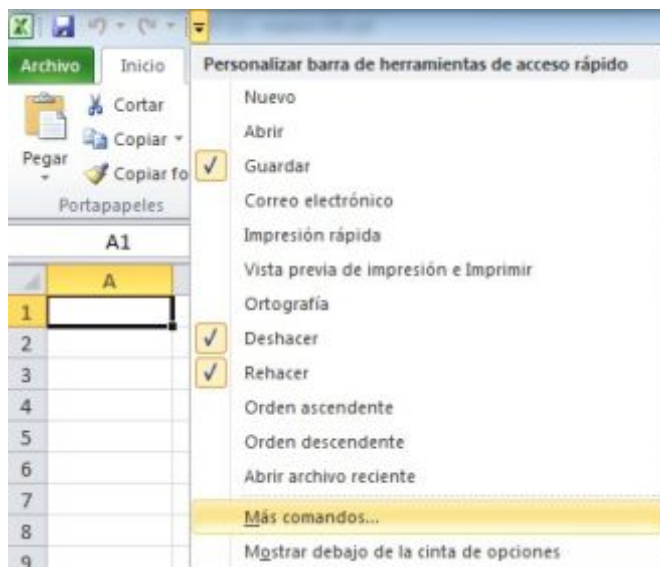 Archivo Inicio
Personalizar barra de herramientas de acceso rápido
Cortar
Copiar
Copiar fo
Pegar
Portapapeles
Nuevo
Abrir
Guardar
Correo electrónico
Impresión rápida
Vista previa de impresión e Imprimir
Ortografía
Deshacer
Rehacer
Orden ascendente
Orden descendente
Abrir archivo reciente
Más comandos...
Mostrar debajo de la cinta de opciones
A1
A
1
2
3
4
5
6
7
8
9